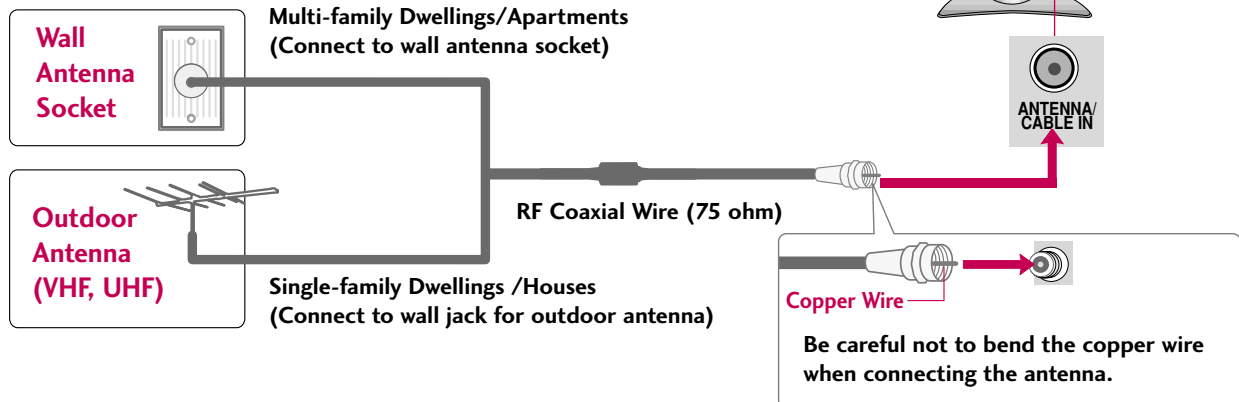 Multi-family Dwellings/Apartments
(Connect to wall antenna socket)
Wall
Antenna
Socket
ANTENNA/
CABLE IN
RF Coaxial Wire (75 ohm)
Outdoor
Antenna
(VHF, UHF)
Single-family Dwellings /Houses
(Connect to wall jack for outdoor antenna)
Copper Wire
Be careful not to bend the copper wire
when connecting the antenna.